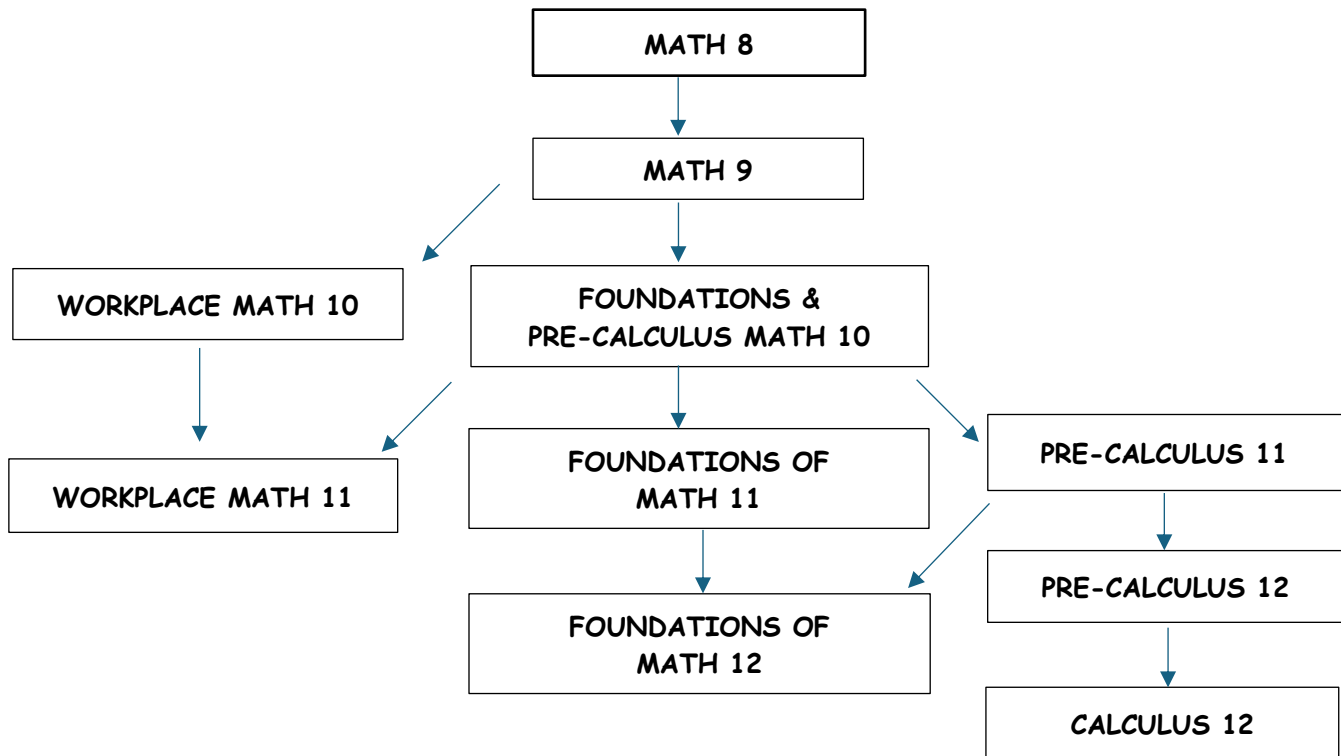 MATH 8
MATH 9
WORKPLACE MATH 10
FOUNDATIONS &
PRE-CALCULUS MATH 10
WORKPLACE MATH 11
FOUNDATIONS OF
MATH 11
PRE-CALCULUS 11
FOUNDATIONS OF
MATH 12
PRE-CALCULUS 12
CALCULUS 12